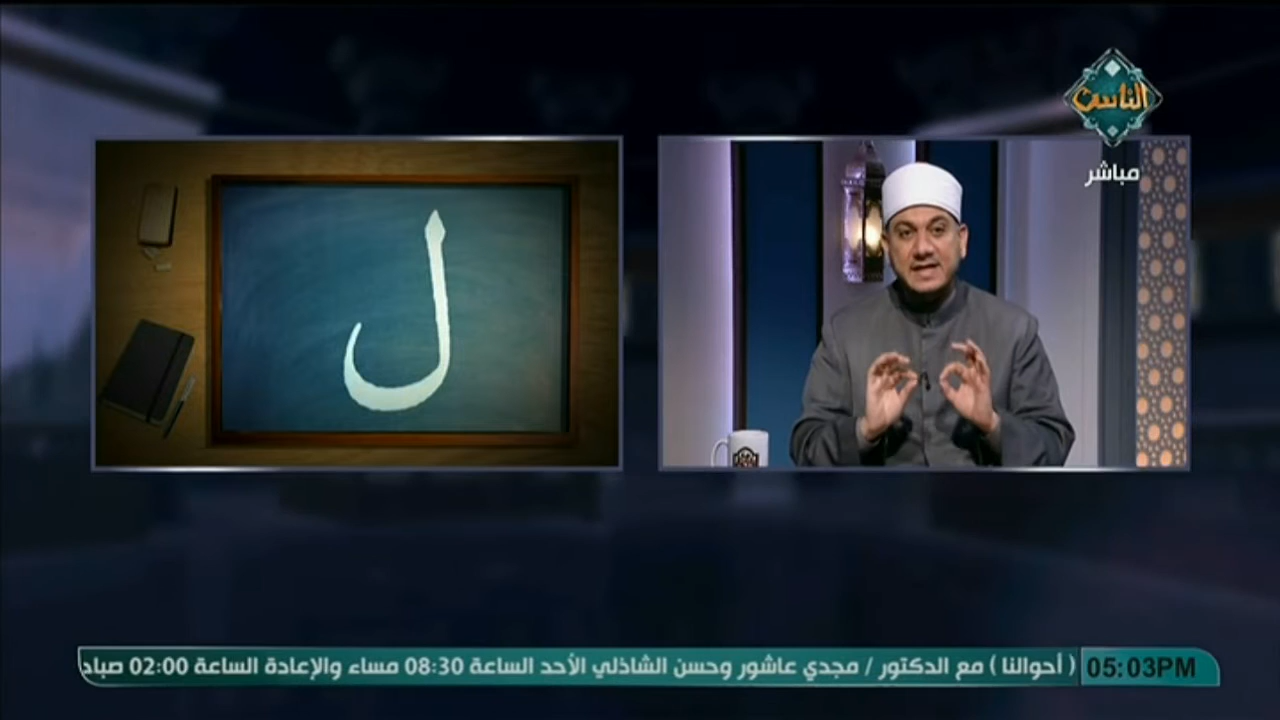 الناس
مباشر
ل
05:03PM ( أحوالنا ) مع الدكتور / مجدي عاشور وحسن الشاذلي الأحد الساعة 08:30 مساء والإعادة الساعة 02:00 صباح